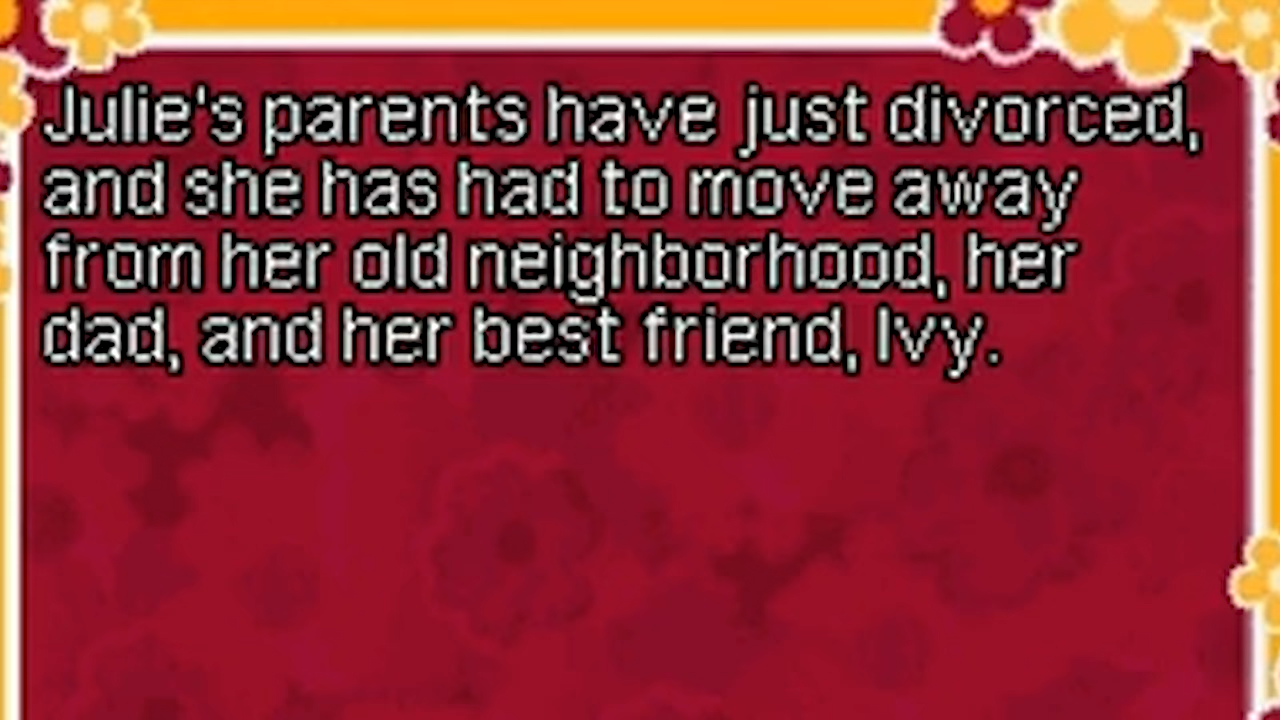 Julie's parents have just divorced,
and she has had to move away
from her old neighborhood, her
dad, and her best friend, Ivy.